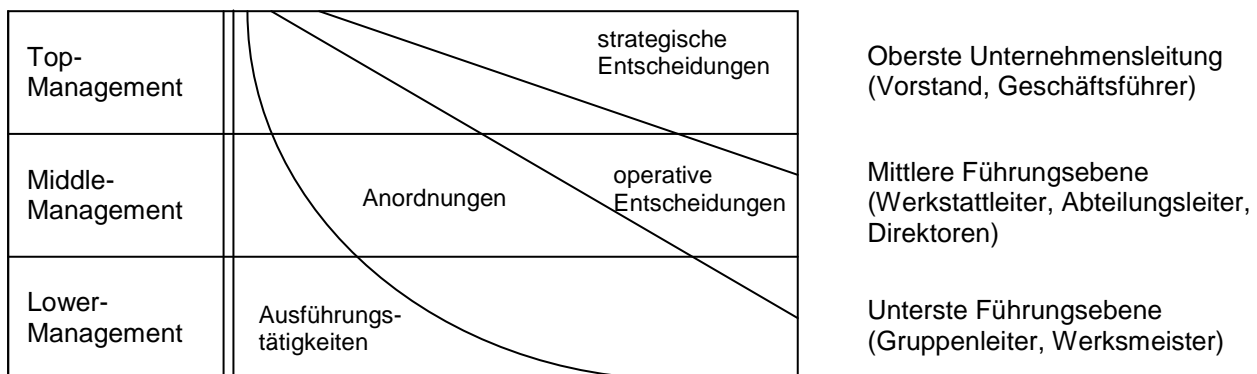 Top-
Management
strategische
Entscheidungen
Oberste Unternehmensleitung
(Vorstand, Geschäftsführer)
Middle-
Management
Anordnungen
operative
Entscheidungen
Mittlere Führungsebene
(Werkstattleiter, Abteilungsleiter,
Direktoren)
Lower-
Management
Ausführungs-
tätigkeiten
Unterste Führungsebene
(Gruppenleiter, Werksmeister)